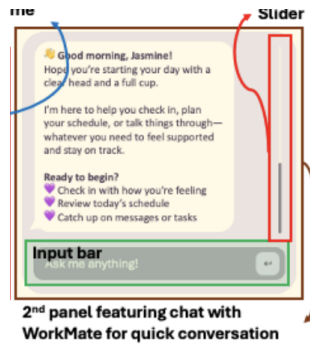 me
Slider
👋 Good morning, Jasmine!
Hope you're starting your day with a
clear head and a full cup.
I'm here to help you check in, plan
your schedule, or talk things through—
whatever you need to feel supported
and stay on track.
Ready to begin?
💜 Check in with how you're feeling
💜 Review today's schedule
💜 Catch up on messages or tasks
Input bar
Ask me anything!
2nd panel featuring chat with
WorkMate for quick conversation